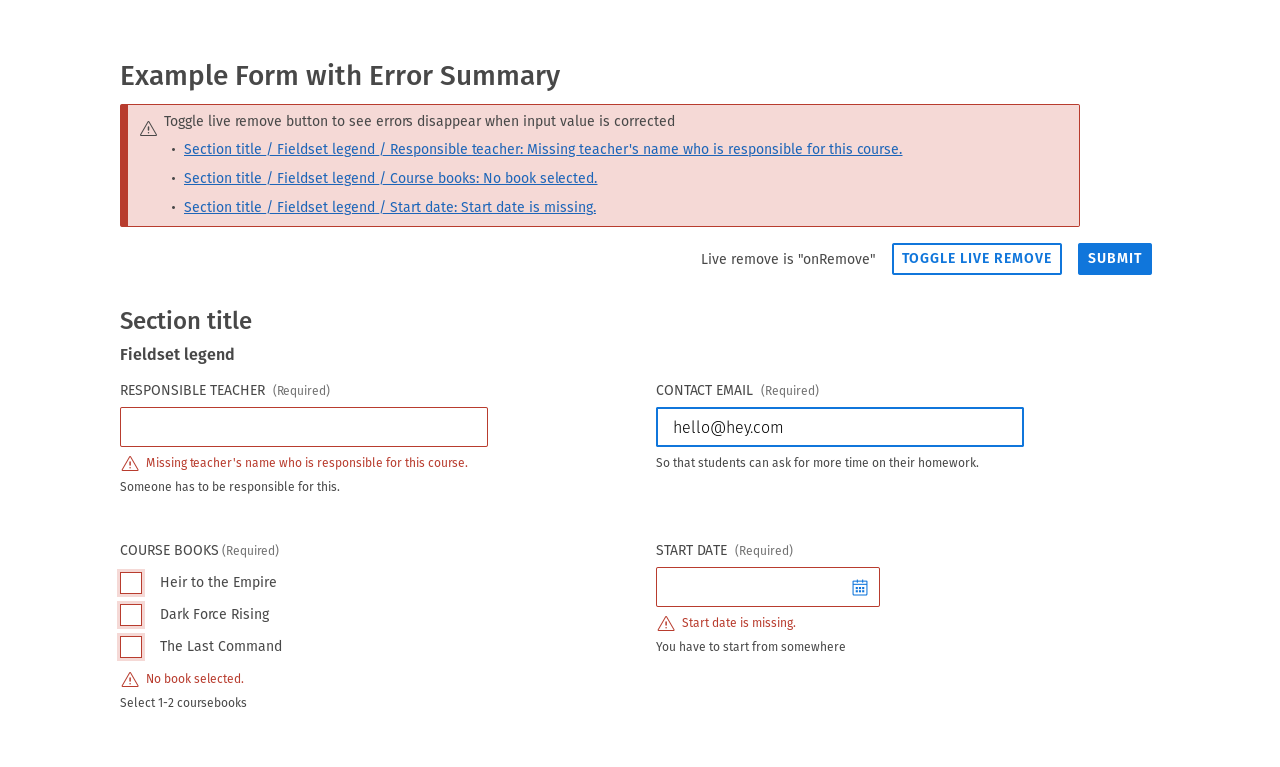 Example Form with Error Summary
Toggle live remove button to see errors disappear when input value is corrected
• Section title / Fieldset legend / Responsible teacher: Missing teacher's name who is responsible for this course.
• Section title / Fieldset legend / Course books: No book selected.
• Section title / Fieldset legend / Start date: Start date is missing.
Live remove is "onRemove" TOGGLE LIVE REMOVE SUBMIT
Section title
Fieldset legend
RESPONSIBLE TEACHER (Required)
Missing teacher's name who is responsible for this course.
Someone has to be responsible for this.
CONTACT EMAIL (Required)
hello@hey.com
So that students can ask for more time on their homework.
COURSE BOOKS (Required)
Heir to the Empire
Dark Force Rising
The Last Command
No book selected.
Select 1-2 coursebooks
START DATE (Required)
Start date is missing.
You have to start from somewhere